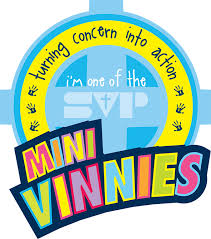 turning concern into action
i'm one of the
SVP
MINI
VINNIES